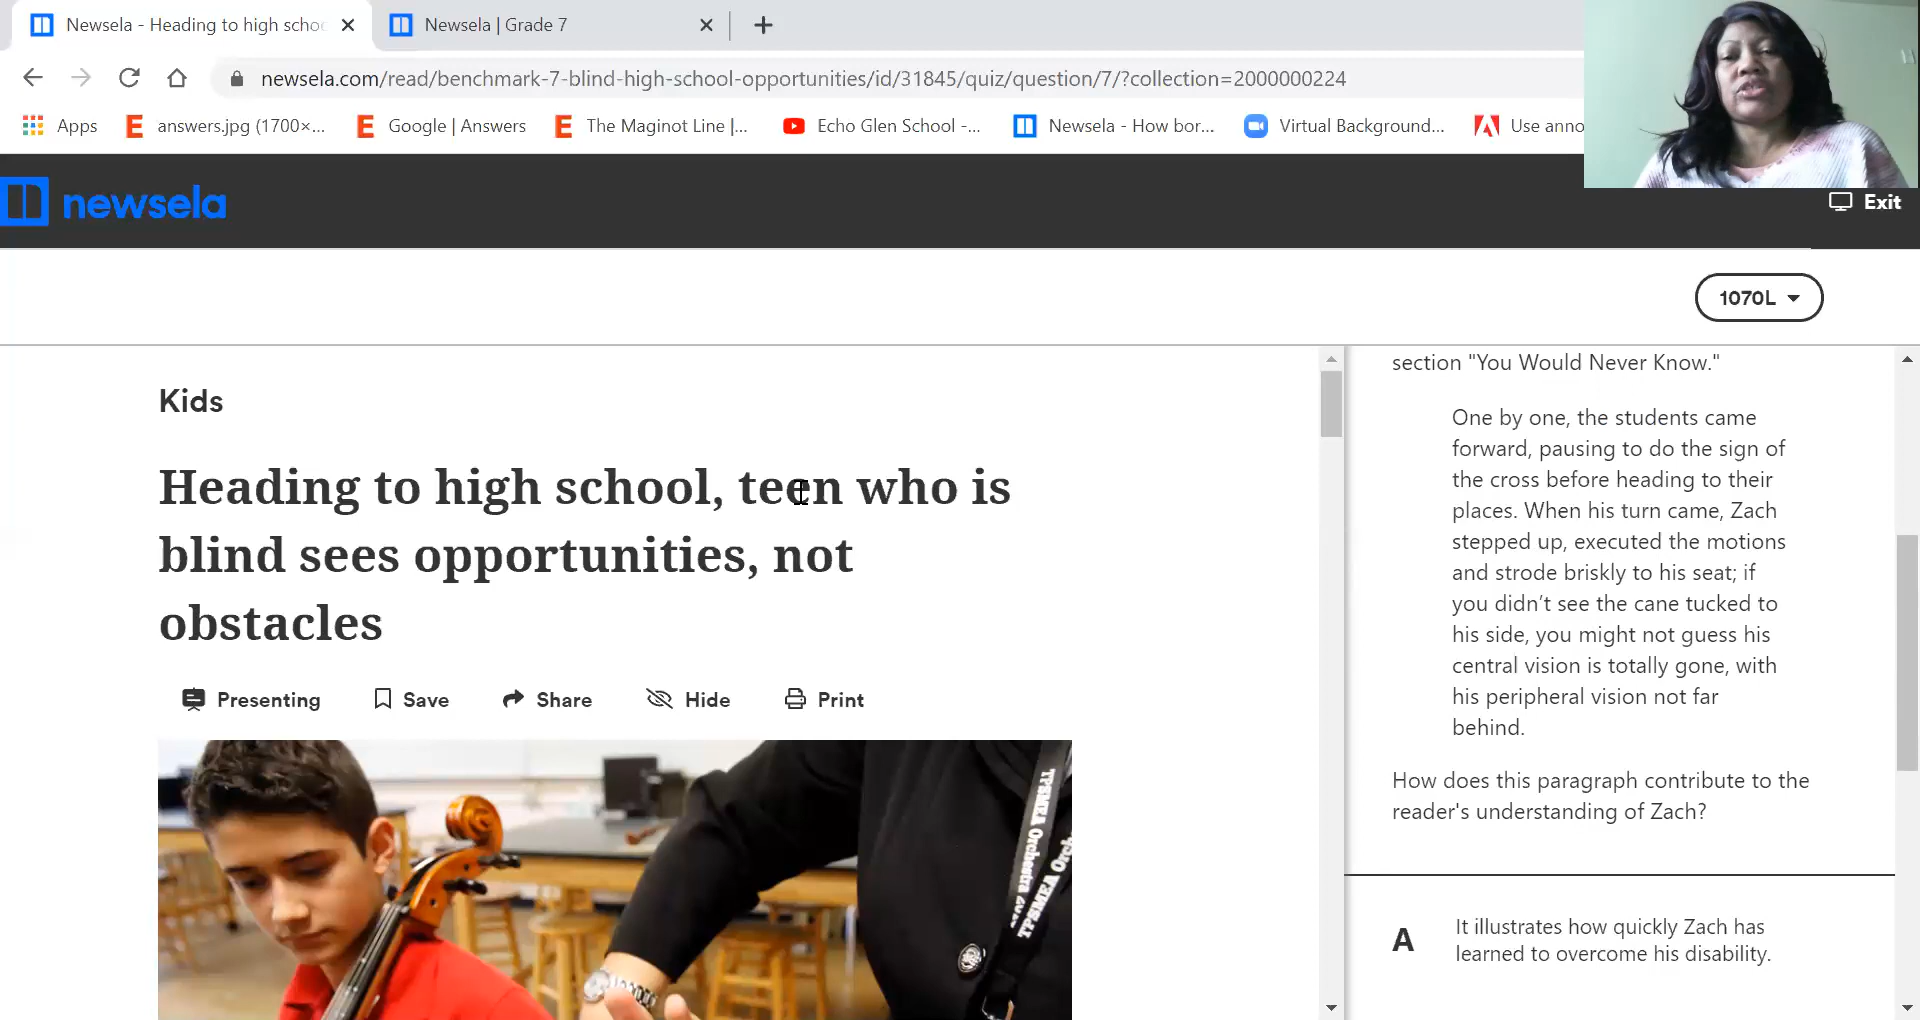 Newsela - Heading to high schoo
Newsela | Grade 7
newsela.com/read/benchmark-7-blind-high-school-opportunities/id/31845/quiz/question/7/?collection=2000000224
Apps
answers.jpg (1700×...
Google | Answers
The Maginot Line |...
Echo Glen School -...
Newsela - How bor...
Virtual Background...
Use anno
newsela
Exit
1070L
Kids
Heading to high school, teen who is
blind sees opportunities, not
obstacles
Presenting
Save
Share
Hide
Print
TPSMEA Orchestra
section "You Would Never Know."
One by one, the students came
forward, pausing to do the sign of
the cross before heading to their
places. When his turn came, Zach
stepped up, executed the motions
and strode briskly to his seat; if
you didn’t see the cane tucked to
his side, you might not guess his
central vision is totally gone, with
his peripheral vision not far
behind.
How does this paragraph contribute to the
reader's understanding of Zach?
A
It illustrates how quickly Zach has
learned to overcome his disability.